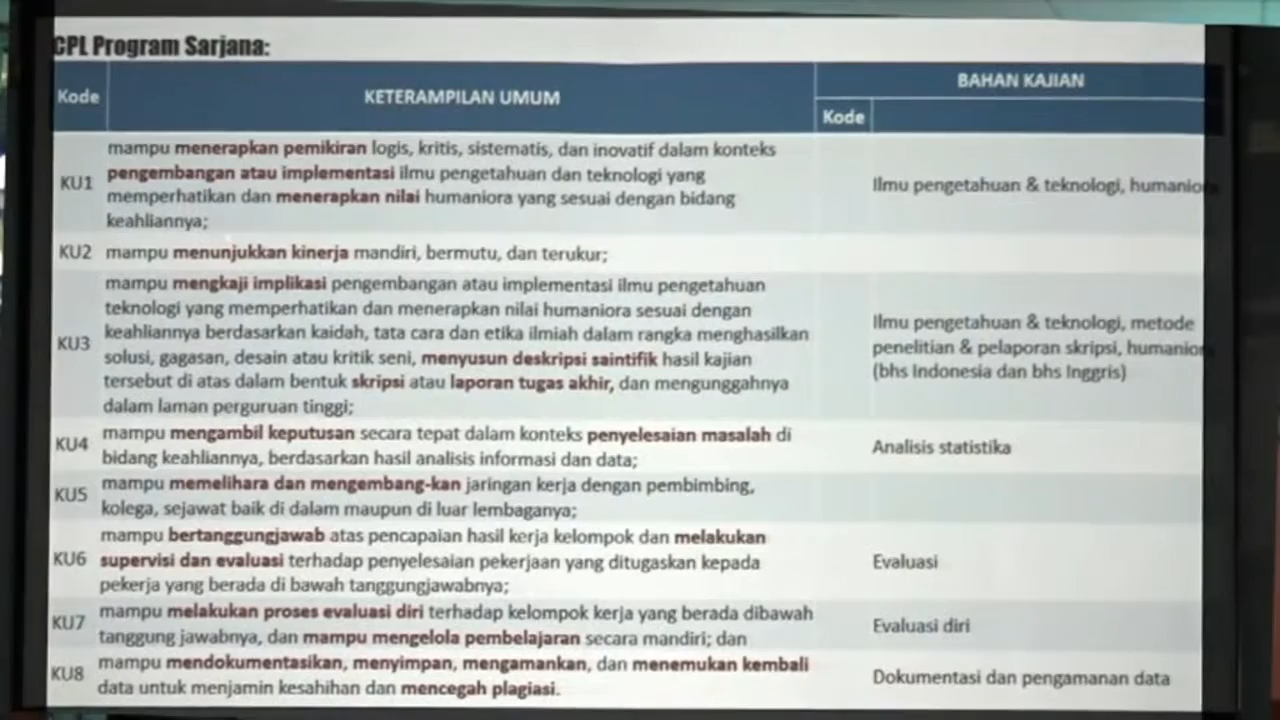 CPL Program Sarjana:
Kode
KETERAMPILAN UMUM
BAHAN KAJIAN
Kode
KU1
mampu menerapkan pemikiran logis, kritis, sistematis, dan inovatif dalam konteks
pengembangan atau implementasi ilmu pengetahuan dan teknologi yang
memperhatikan dan menerapkan nilai humaniora yang sesuai dengan bidang
keahliannya;
Ilmu pengetahuan & teknologi, humaniora
KU2
mampu menunjukkan kinerja mandiri, bermutu, dan terukur;
KU3
mampu mengkaji implikasi pengembangan atau implementasi ilmu pengetahuan
teknologi yang memperhatikan dan menerapkan nilai humaniora sesuai dengan
keahliannya berdasarkan kaidah, tata cara dan etika ilmiah dalam rangka menghasilkan
solusi, gagasan, desain atau kritik seni, menyusun deskripsi saintifik hasil kajian
tersebut di atas dalam bentuk skripsi atau laporan tugas akhir, dan mengunggahnya
dalam laman perguruan tinggi;
Ilmu pengetahuan & teknologi, metode
penelitian & pelaporan skripsi, humaniora
(bhs Indonesia dan bhs Inggris)
KU4
mampu mengambil keputusan secara tepat dalam konteks penyelesaian masalah di
bidang keahliannya, berdasarkan hasil analisis informasi dan data;
Analisis statistika
KU5
mampu memelihara dan mengembang-kan jaringan kerja dengan pembimbing,
kolega, sejawat baik di dalam maupun di luar lembaganya;
KU6
mampu bertanggungjawab atas pencapaian hasil kerja kelompok dan melakukan
supervisi dan evaluasi terhadap penyelesaian pekerjaan yang ditugaskan kepada
pekerja yang berada di bawah tanggungjawabnya;
Evaluasi
KU7
mampu melakukan proses evaluasi diri terhadap kelompok kerja yang berada dibawah
tanggung jawabnya, dan mampu mengelola pembelajaran secara mandiri; dan
Evaluasi diri
KU8
mampu mendokumentasikan, menyimpan, mengamankan, dan menemukan kembali
data untuk menjamin kesahihan dan mencegah plagiasi.
Dokumentasi dan pengamanan data